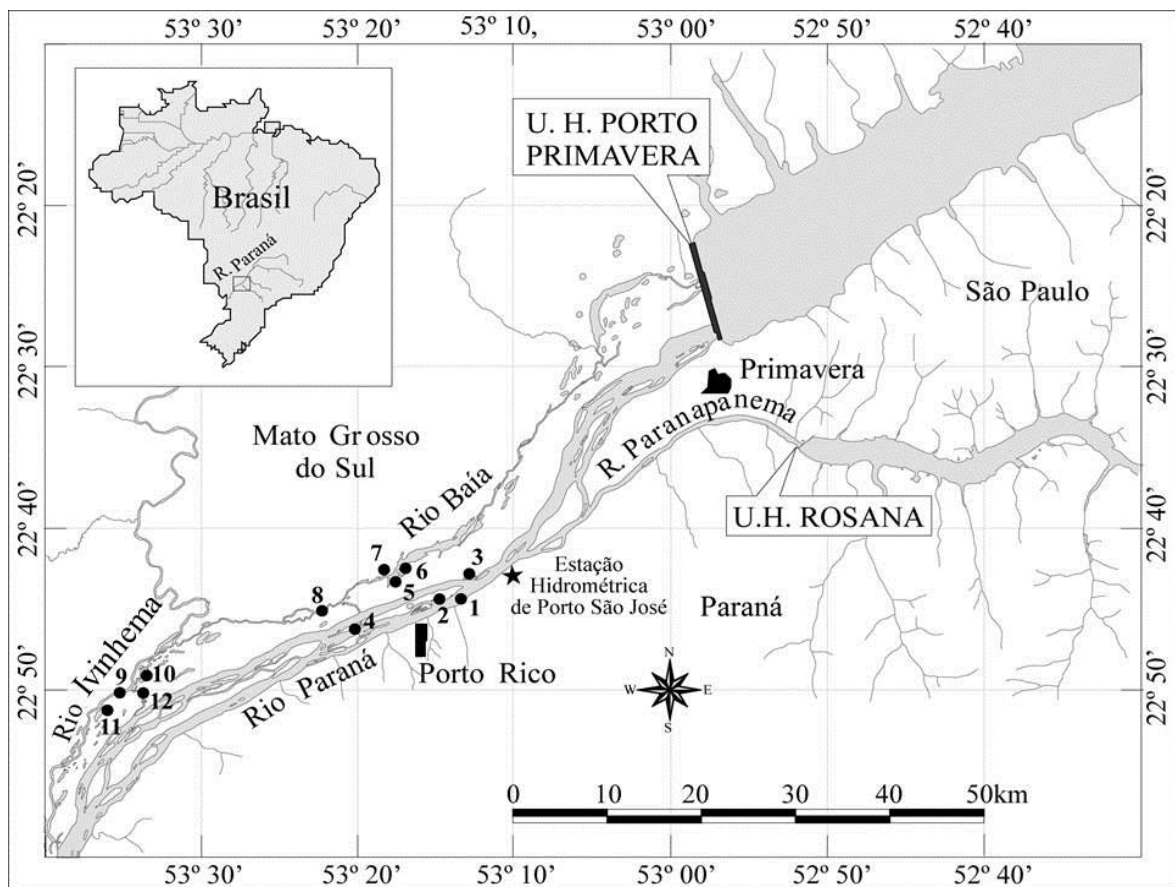 53º 30'
53º 20'
53º 10,
53º 00'
52º 50'
52º 40'
Brasil
R. Paraná
U. H. PORTO
PRIMAVERA
22º 20'
22º 20'
São Paulo
22º 30'
22º 30'
Primavera
R. Paranapanema
Mato Grosso
do Sul
Rio Baía
U.H. ROSANA
22º 40'
22º 40'
7
6
3
5
Estação
Hidrométrica
de Porto São José
8
2
1
Paraná
4
Rio Ivinhema
Rio Paraná
Porto Rico
10
9
12
11
N
W
E
S
22º 50'
22º 50'
0
10
20
30
40
50km
53º 30'
53º 20'
53º 10'
53º 00'
52º 50'
52º 40'